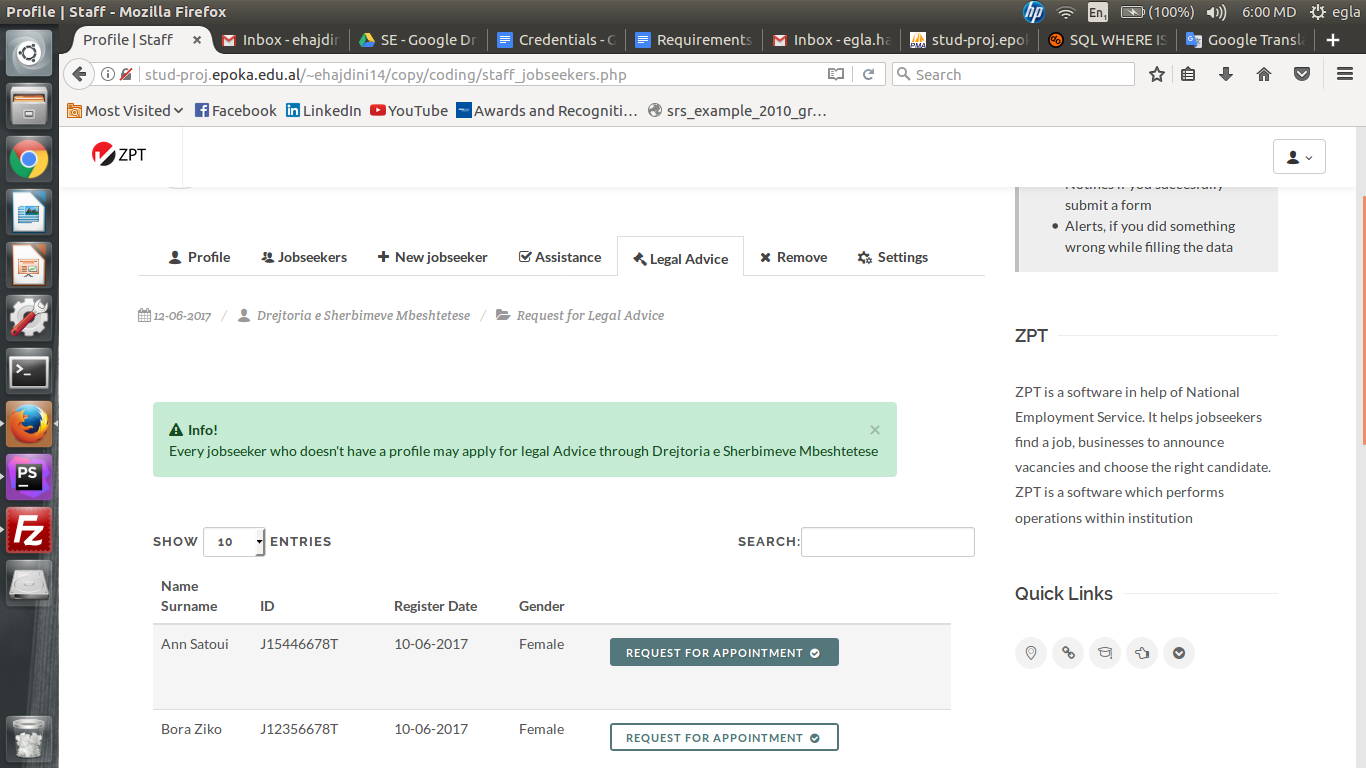 Profile | Staff - Mozilla Firefox
hp
En1
(100%)
6:00 MD
egla
Profile | Staff
Inbox - ehajdir
SE - Google Dr
Credentials - G
Requirements
Inbox - egla.ha
stud-proj.epok
SQL WHERE IS
Google Transla
stud-proj.epoka.edu.al/~ehajdini14/copy/coding/staff_jobseekers.php
Search
Most Visited
Facebook
LinkedIn
YouTube
Awards and Recogniti...
srs_example_2010_gr...
ZPT
Notifies if you succesfully
submit a form
Alerts, if you did something
wrong while filling the data
Profile
Jobseekers
New jobseeker
Assistance
Legal Advice
Remove
Settings
12-06-2017 / Drejtoria e Sherbimeve Mbeshtetese / Request for Legal Advice
Info!
×
Every jobseeker who doesn't have a profile may apply for legal Advice through Drejtoria e Sherbimeve Mbeshtetese
SHOW 10 ENTRIES
SEARCH:
Name
Surname ID Register Date Gender
Ann Satoui J15446678T 10-06-2017 Female REQUEST FOR APPOINTMENT
Bora Ziko J12356678T 10-06-2017 Female REQUEST FOR APPOINTMENT
ZPT
ZPT is a software in help of National
Employment Service. It helps jobseekers
find a job, businesses to announce
vacancies and choose the right candidate.
ZPT is a software which performs
operations within institution
Quick Links
PS
Fz